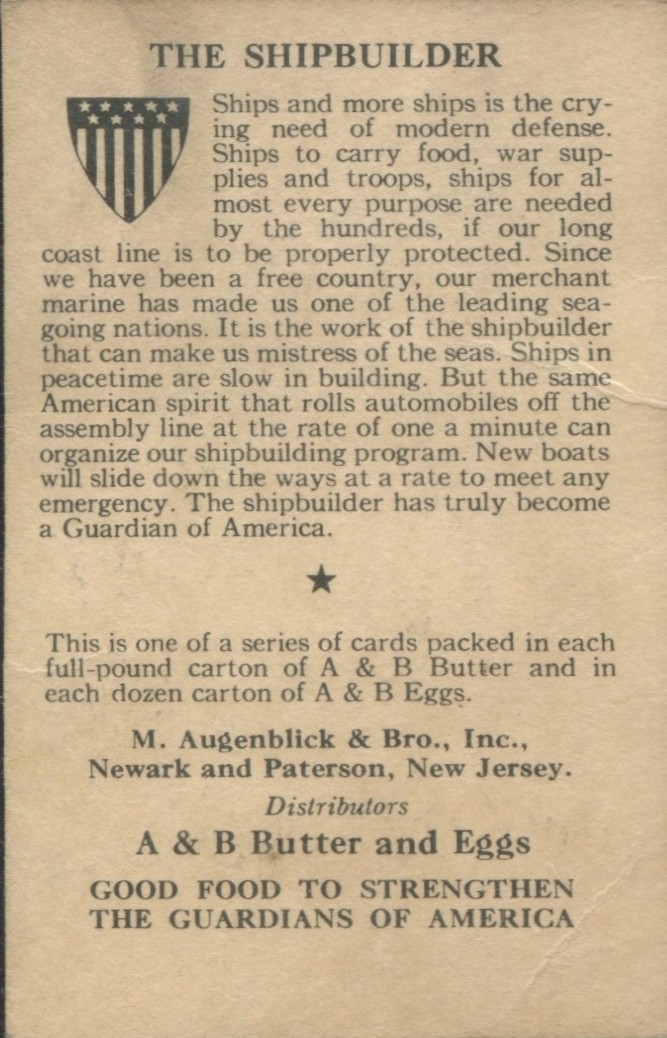 THE SHIPBUILDER
Ships and more ships is the cry-
ing need of modern defense.
Ships to carry food, war sup-
plies and troops, ships for al-
most every purpose are needed
by the hundreds, if our long
coast line is to be properly protected. Since
we have been a free country, our merchant
marine has made us one of the leading sea-
going nations. It is the work of the shipbuilder
that can make us mistress of the seas. Ships in
peacetime are slow in building. But the same
American spirit that rolls automobiles off the
assembly line at the rate of one a minute can
organize our shipbuilding program. New boats
will slide down the ways at a rate to meet any
emergency. The shipbuilder has truly become
a Guardian of America.
This is one of a series of cards packed in each
full-pound carton of A & B Butter and in
each dozen carton of A & B Eggs.
M. Augenblick & Bro., Inc.,
Newark and Paterson, New Jersey.
Distributors
A & B Butter and Eggs
GOOD FOOD TO STRENGTHEN
THE GUARDIANS OF AMERICA